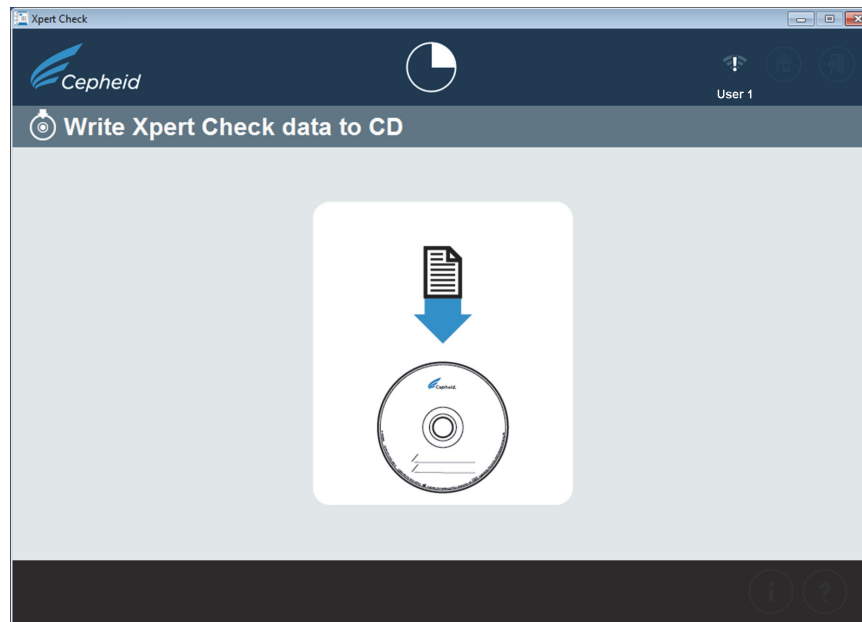 Xpert Check
Cepheid
User 1
Write Xpert Check data to CD
Cepheid.